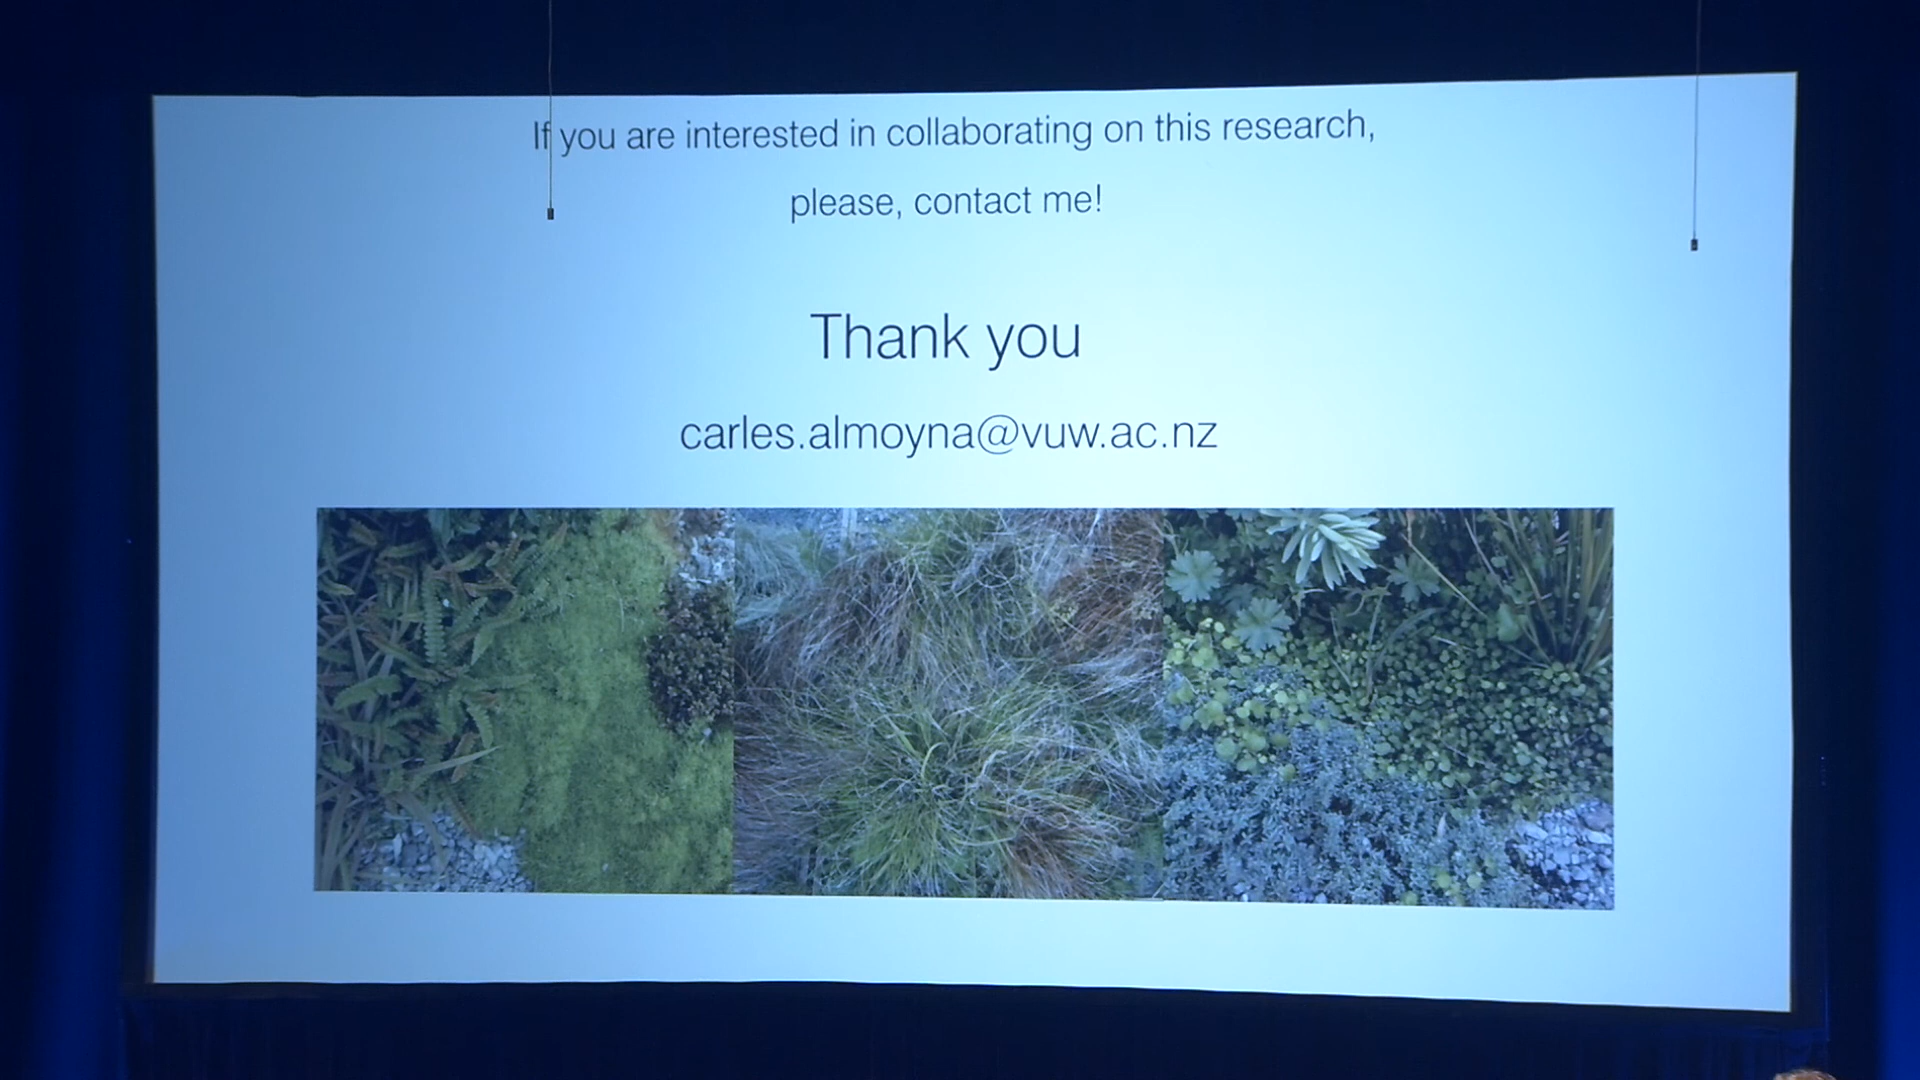 If you are interested in collaborating on this research,
please, contact me!
Thank you
carles.almoyna@vuw.ac.nz